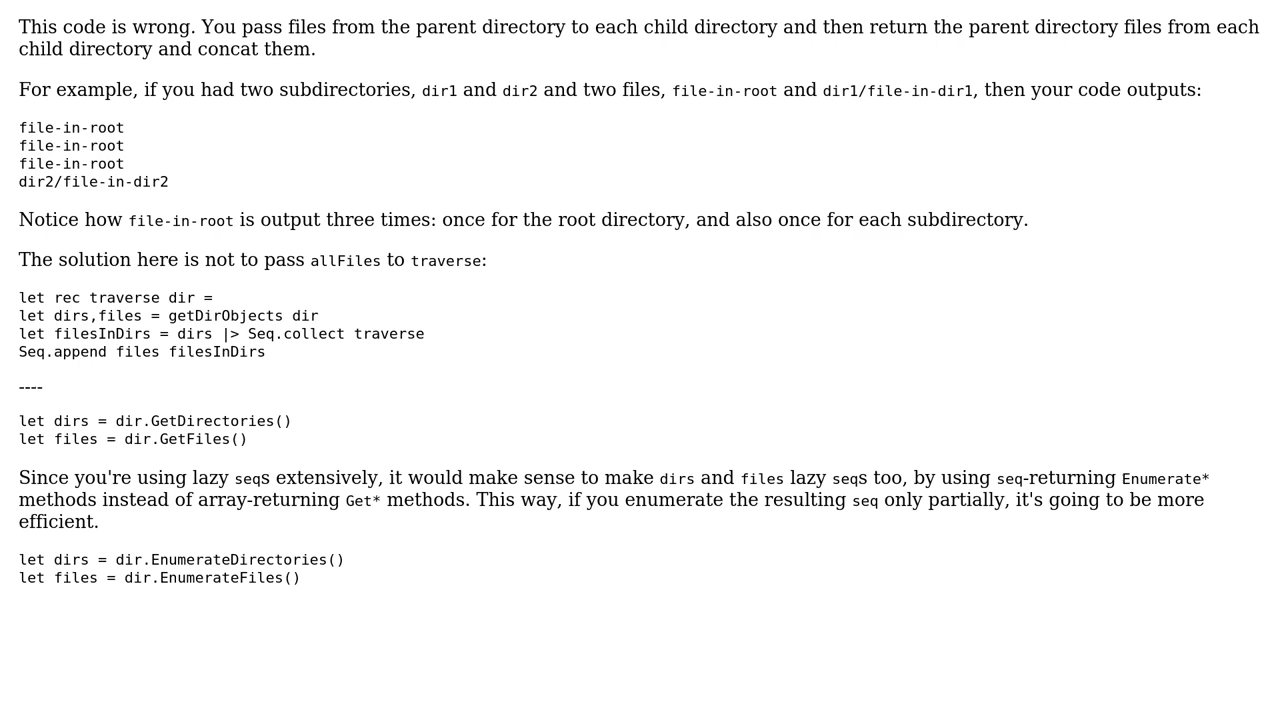 This code is wrong. You pass files from the parent directory to each child directory and then return the parent directory files from each
child directory and concat them.
For example, if you had two subdirectories, dir1 and dir2 and two files, file-in-root and dir1/file-in-dir1, then your code outputs:
file-in-root
file-in-root
file-in-root
dir2/file-in-dir2
Notice how file-in-root is output three times: once for the root directory, and also once for each subdirectory.
The solution here is not to pass allFiles to traverse:
let rec traverse dir =
let dirs,files = getDirObjects dir
let filesInDirs = dirs |> Seq.collect traverse
Seq.append files filesInDirs
----
let dirs = dir.GetDirectories()
let files = dir.GetFiles()
Since you're using lazy seqs extensively, it would make sense to make dirs and files lazy seqs too, by using seq-returning Enumerate*
methods instead of array-returning Get* methods. This way, if you enumerate the resulting seq only partially, it's going to be more
efficient.
let dirs = dir.EnumerateDirectories()
let files = dir.EnumerateFiles()